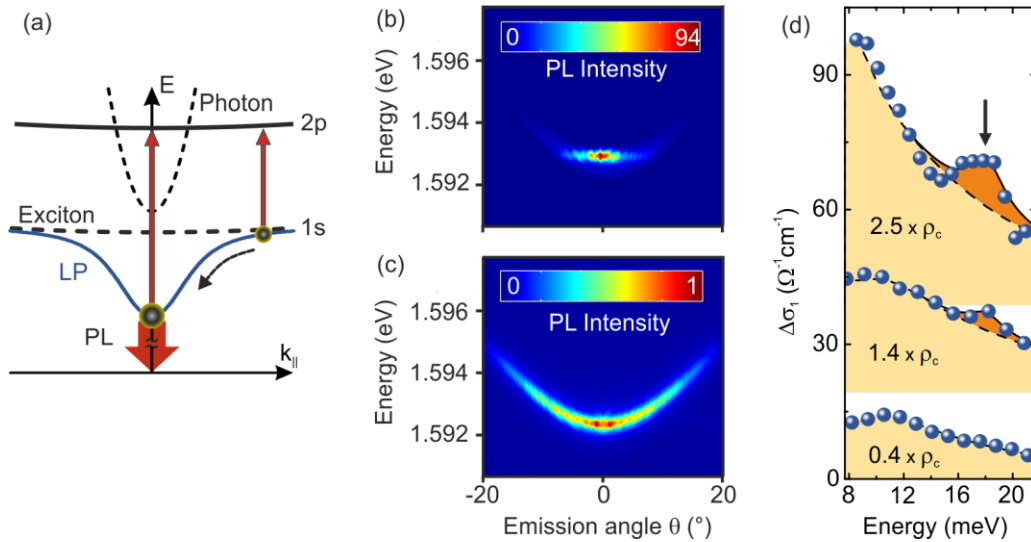 (a)
E
Photon
2p
Exciton
1s
LP
PL
≈
k||
(b)
Energy (eV)
1.596
1.594
1.592
0 94
PL Intensity
(c)
Energy (eV)
1.596
1.594
1.592
0 1
PL Intensity
-20 0 20
Emission angle θ (°)
(d)
Δσ₁ (Ω⁻¹cm⁻¹)
90
60
30
0
2.5 x ρc
1.4 x ρc
0.4 x ρc
8 12 16 20
Energy (meV)